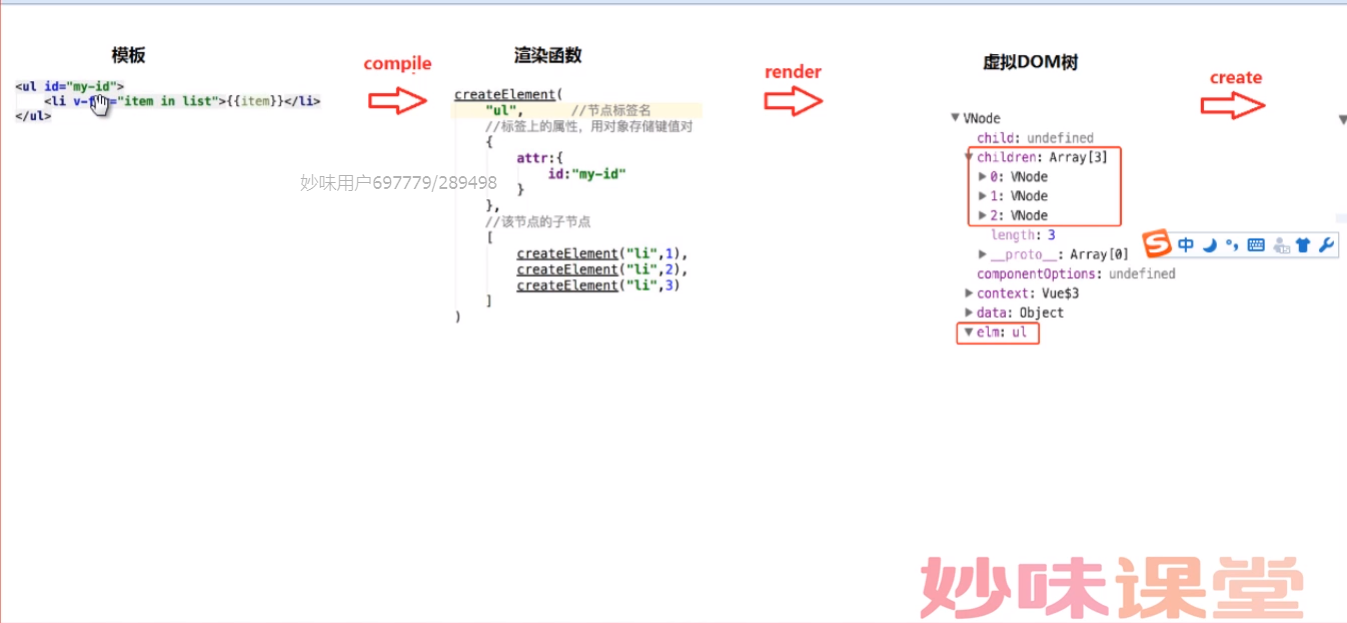 模板
<ul id="my-id">
<li v-f="item in list">{{item}}</li>
</ul>
compile
渲染函数
createElement(
"ul", //节点标签名
//标签上的属性，用对象存储键值对
{
attr:{
id:"my-id"
}
},
//该节点的子节点
[
createElement("li",1),
createElement("li",2),
createElement("li",3)
]
)
妙味用户697779/289498
render
虚拟DOM树
VNode
child: undefined
children: Array[3]
0: VNode
1: VNode
2: VNode
length: 3
__proto__: Array[0]
componentOptions: undefined
context: Vue$3
data: Object
elm: ul
create
S中
妙味课堂